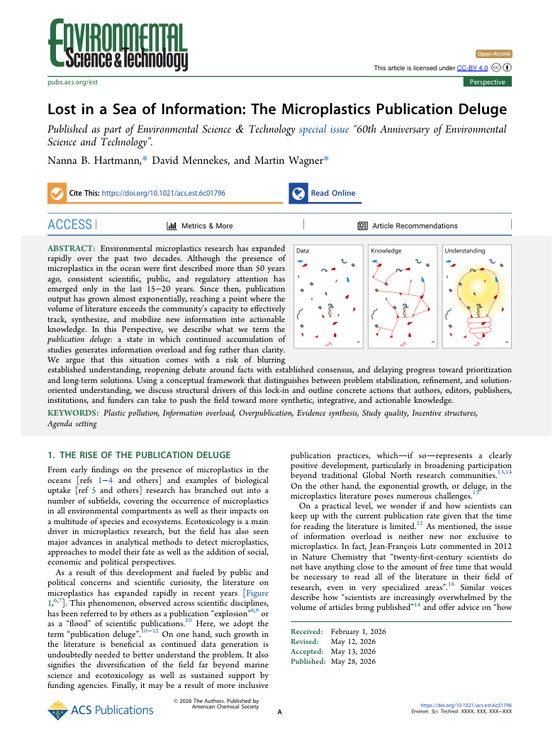 ENVIRONMENTAL
Science & Technology
Open Access
This article is licensed under CC-BY 4.0
pubs.acs.org/est
Perspective
Lost in a Sea of Information: The Microplastics Publication Deluge
Published as part of Environmental Science & Technology special issue “60th Anniversary of Environmental
Science and Technology”.
Nanna B. Hartmann,* David Mennekes, and Martin Wagner*
Cite This: https://doi.org/10.1021/acs.est.6c01796
Read Online
ACCESS
Metrics & More
Article Recommendations
ABSTRACT: Environmental microplastics research has expanded
rapidly over the past two decades. Although the presence of
microplastics in the ocean were first described more than 50 years
ago, consistent scientific, public, and regulatory attention has
emerged only in the last 15−20 years. Since then, publication
output has grown almost exponentially, reaching a point where the
volume of literature exceeds the community's capacity to effectively
track, synthesize, and mobilize new information into actionable
knowledge. In this Perspective, we describe what we term the
publication deluge: a state in which continued accumulation of
studies generates information overload and fog rather than clarity.
We argue that this situation comes with a risk of blurring
Data
Knowledge
Understanding
established understanding, reopening debate around facts with established consensus, and delaying progress toward prioritization
and long-term solutions. Using a conceptual framework that distinguishes between problem stabilization, refinement, and solution-
oriented understanding, we discuss structural drivers of this lock-in and outline concrete actions that authors, editors, publishers,
institutions, and funders can take to push the field toward more synthetic, integrative, and actionable knowledge.
KEYWORDS: Plastic pollution, Information overload, Overpublication, Evidence synthesis, Study quality, Incentive structures,
Agenda setting
1. THE RISE OF THE PUBLICATION DELUGE
From early findings on the presence of microplastics in the
oceans [refs 1−4 and others] and examples of biological
uptake [ref 5 and others] research has branched out into a
number of subfields, covering the occurrence of microplastics
in all environmental compartments as well as their impacts on
a multitude of species and ecosystems. Ecotoxicology is a main
driver in microplastics research, but the field has also seen
major advances in analytical methods to detect microplastics,
approaches to model their fate as well as the addition of social,
economic and political perspectives.
As a result of this development and fueled by public and
political concerns and scientific curiosity, the literature on
microplastics has expanded rapidly in recent years [Figure
1,6,7]. This phenomenon, observed across scientific disciplines,
has been referred to by others as a publication “explosion”8,9 or
as a “flood” of scientific publications.10 Here, we adopt the
term “publication deluge”.10−12 On one hand, such growth in
the literature is beneficial as continued data generation is
undoubtedly needed to better understand the problem. It also
signifies the diversification of the field far beyond marine
science and ecotoxicology as well as sustained support by
funding agencies. Finally, it may be a result of more inclusive
publication practices, which—if so—represents a clearly
positive development, particularly in broadening participation
beyond traditional Global North research communities.13,14
On the other hand, the exponential growth, or deluge, in the
microplastics literature poses numerous challenges.15
On a practical level, we wonder if and how scientists can
keep up with the current publication rate given that the time
for reading the literature is limited.12 As mentioned, the issue
of information overload is neither new nor exclusive to
microplastics. In fact, Jean-François Lutz commented in 2012
in Nature Chemistry that “twenty-first-century scientists do
not have anything close to the amount of free time that would
be necessary to read all of the literature in their field of
research, even in very specialized areas”.16 Similar voices
describe how “scientists are increasingly overwhelmed by the
volume of articles being published”14 and offer advice on “how
Received: February 1, 2026
Revised: May 12, 2026
Accepted: May 13, 2026
Published: May 28, 2026
ACS Publications
© 2026 The Authors. Published by
American Chemical Society
A
https://doi.org/10.1021/acs.est.6c01796
Environ. Sci. Technol. XXXX, XXX, XXX−XXX